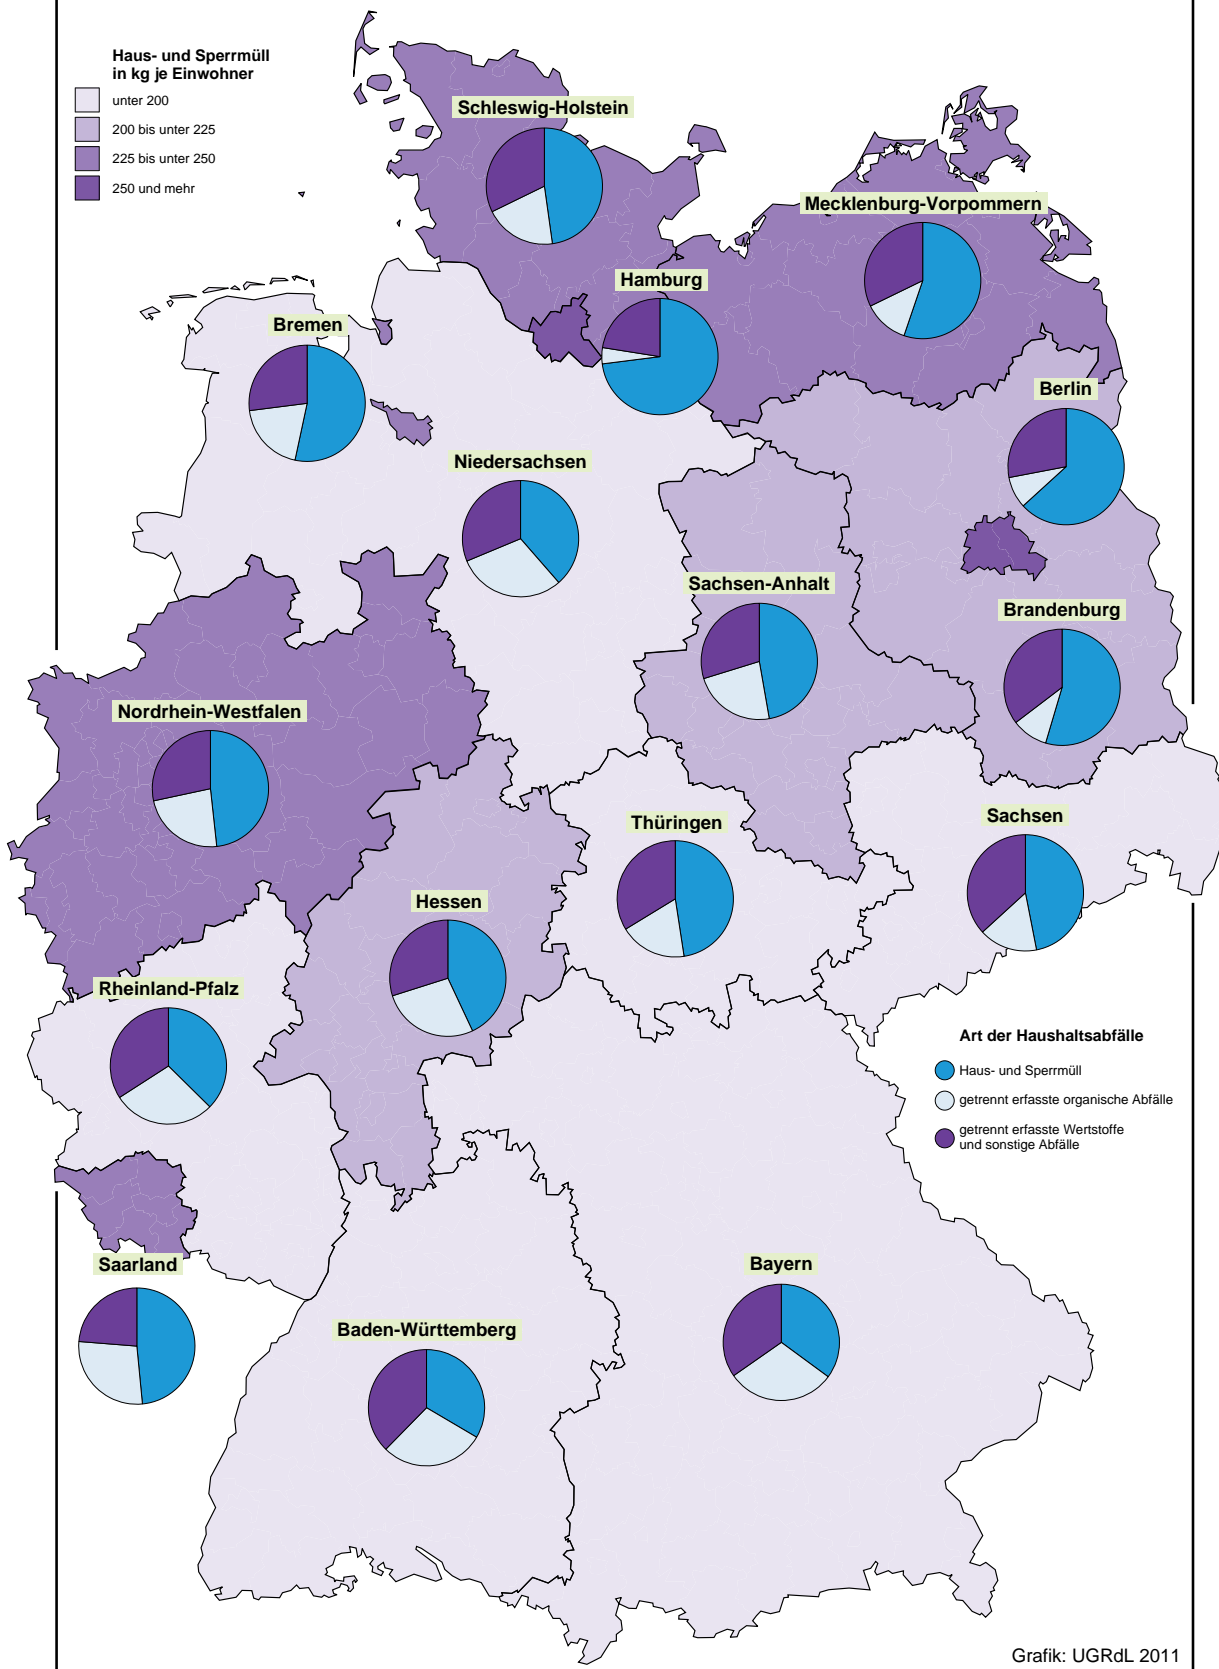 Haus- und Sperrmüll
in kg je Einwohner
unter 200
200 bis unter 225
225 bis unter 250
250 und mehr
Schleswig-Holstein
Mecklenburg-Vorpommern
Hamburg
Bremen
Berlin
Niedersachsen
Sachsen-Anhalt
Brandenburg
Nordrhein-Westfalen
Thüringen
Sachsen
Hessen
Rheinland-Pfalz
Art der Haushaltsabfälle
Haus- und Sperrmüll
getrennt erfasste organische Abfälle
getrennt erfasste Wertstoffe
und sonstige Abfälle
Saarland
Bayern
Baden-Württemberg
Grafik: UGRdL 2011